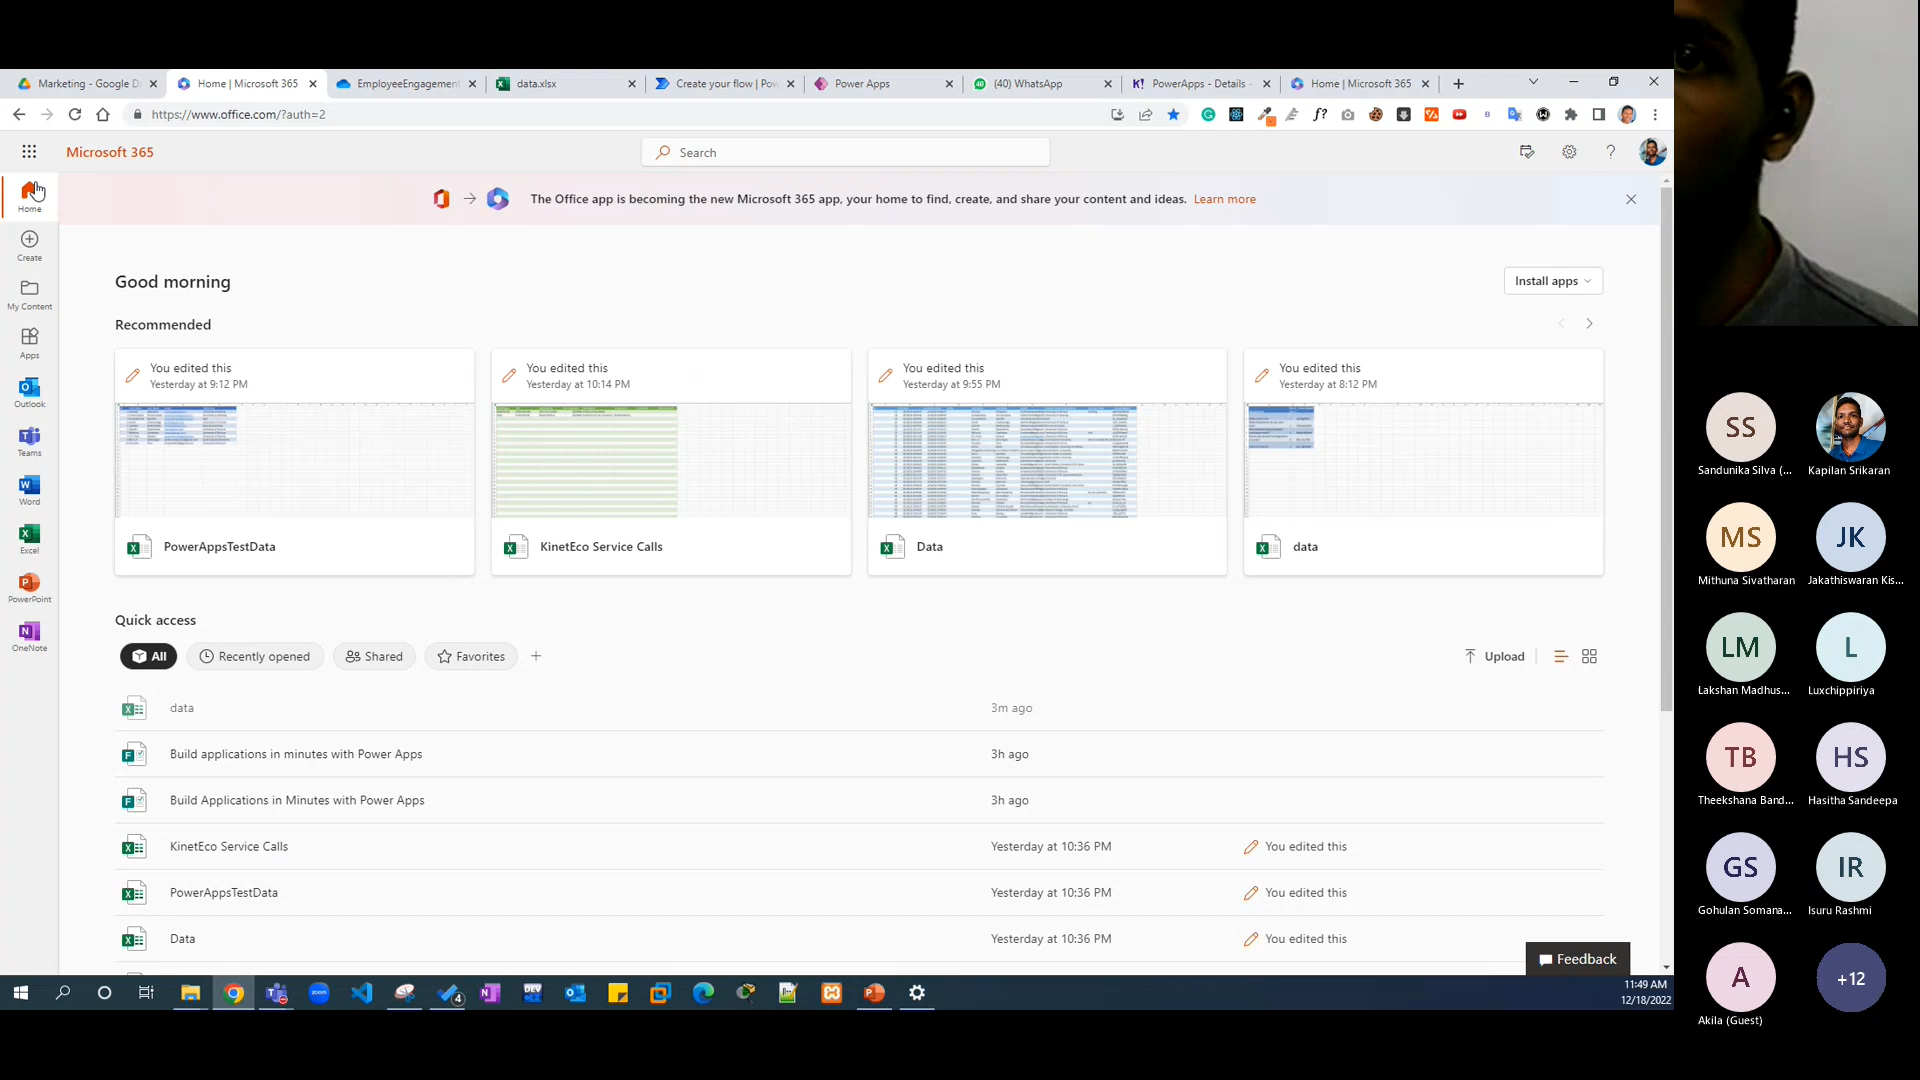 Marketing - Google D
Home | Microsoft 365
EmployeeEngagement
data.xlsx
Create your flow | Pow
Power Apps
(40) WhatsApp
PowerApps - Details -
Home | Microsoft 365
https://www.office.com/?auth=2
Microsoft 365
Search
Home
Create
My Content
Apps
Outlook
Teams
Word
Excel
PowerPoint
OneNote
The Office app is becoming the new Microsoft 365 app, your home to find, create, and share your content and ideas. Learn more
Good morning
Install apps
Recommended
You edited this
Yesterday at 9:12 PM
PowerAppsTestData
You edited this
Yesterday at 10:14 PM
KinetEco Service Calls
You edited this
Yesterday at 9:55 PM
Data
You edited this
Yesterday at 8:12 PM
data
Quick access
All
Recently opened
Shared
Favorites
Upload
data 3m ago
Build applications in minutes with Power Apps 3h ago
Build Applications in Minutes with Power Apps 3h ago
KinetEco Service Calls Yesterday at 10:36 PM You edited this
PowerAppsTestData Yesterday at 10:36 PM You edited this
Data Yesterday at 10:36 PM You edited this
Feedback
11:49 AM
12/18/2022
SS
Sandunika Silva (...
Kapilan Srikaran
MS
Mithuna Sivatharan
JK
Jakathiswaran Kis...
LM
Lakshan Madhus...
L
Luxchippiriya
TB
Theekshana Band...
HS
Hasitha Sandeepa
GS
Gohulan Somana...
IR
Isuru Rashmi
A
Akila (Guest)
+12